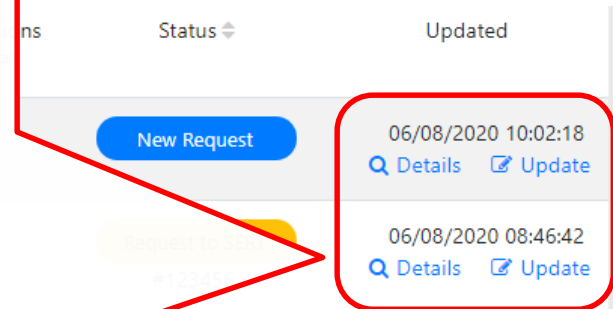 ns Status Updated
New Request 06/08/2020 10:02:18
Details Update
06/08/2020 08:46:42
Details Update